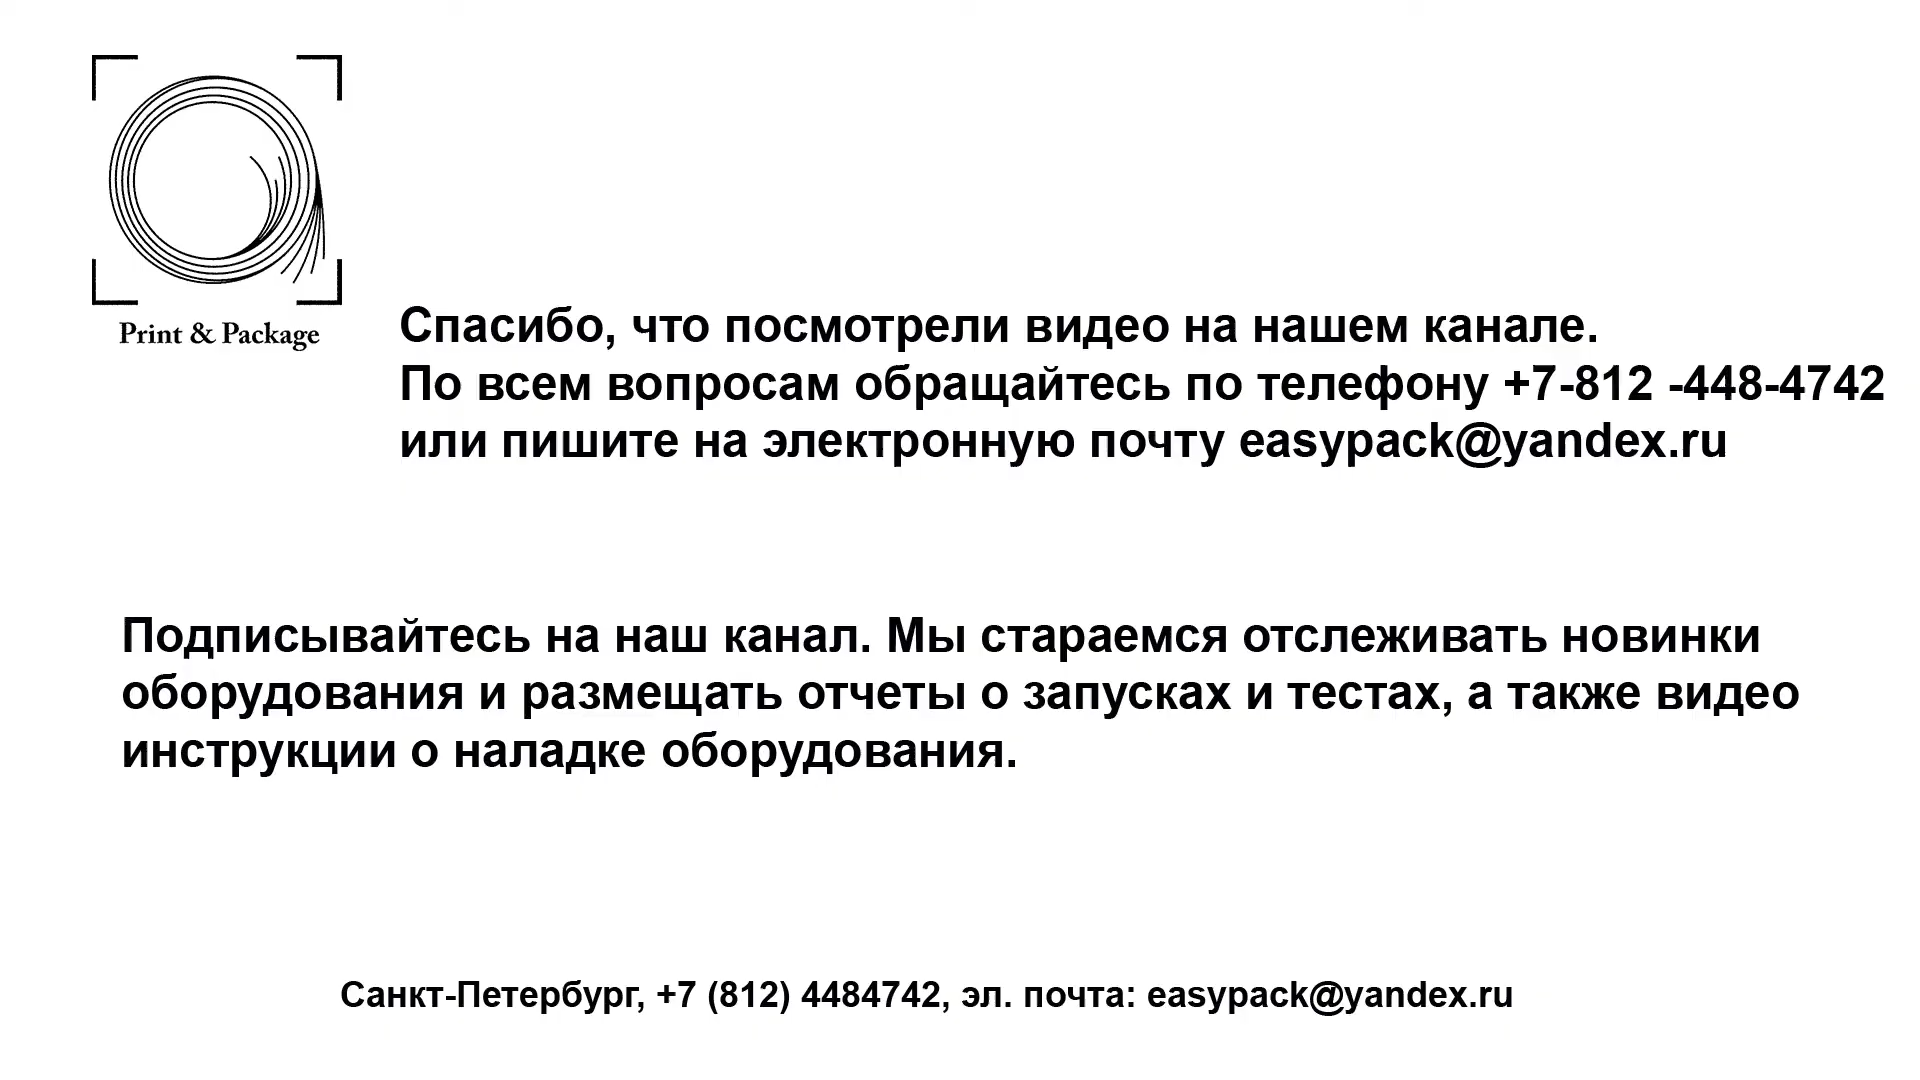 Print & Package
Спасибо, что посмотрели видео на нашем канале.
По всем вопросам обращайтесь по телефону +7-812 -448-4742
или пишите на электронную почту easypack@yandex.ru
Подписывайтесь на наш канал. Мы стараемся отслеживать новинки
оборудования и размещать отчеты о запусках и тестах, а также видео
инструкции о наладке оборудования.
Санкт-Петербург, +7 (812) 4484742, эл. почта: easypack@yandex.ru